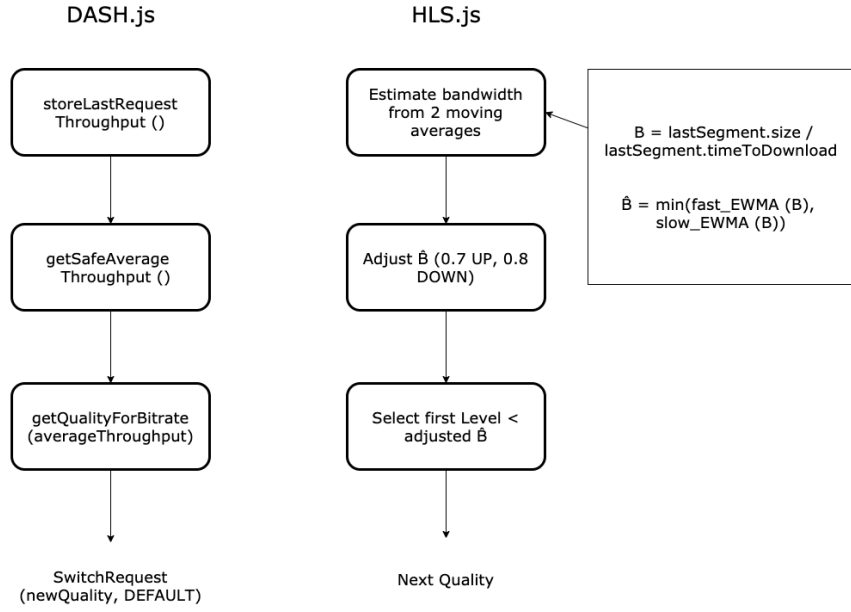 DASH.js
storeLastRequest
Throughput ()
getSafeAverage
Throughput ()
getQualityForBitrate
(averageThroughput)
SwitchRequest
(newQuality, DEFAULT)
HLS.js
Estimate bandwidth
from 2 moving
averages
B = lastSegment.size /
lastSegment.timeToDownload
B̂ = min(fast_EWMA (B),
slow_EWMA (B))
Adjust B̂ (0.7 UP, 0.8
DOWN)
Select first Level <
adjusted B̂
Next Quality